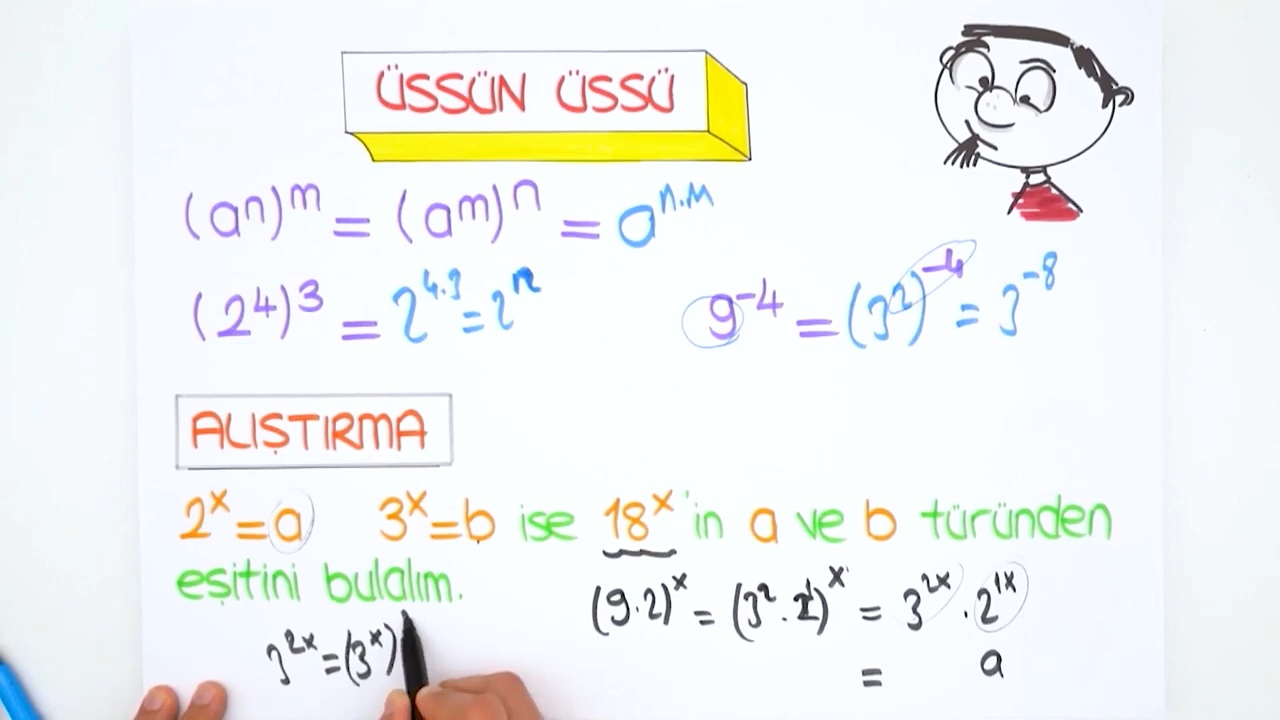 ÜSSÜN ÜSSÜ
(aⁿ)ᵐ = (aᵐ)ⁿ = aⁿ·ᵐ
(2⁴)³ = 2⁴·³ = 2¹²
9⁻⁴ = (3²)⁻⁴ = 3⁻⁸
ALIŞTIRMA
2ˣ = a 3ˣ = b ise 18ˣ'in a ve b türünden
eşitini bulalım.
(9·2)ˣ = (3²·2¹)ˣ = 3²ˣ · 2¹ˣ
3²ˣ = (3ˣ)
= a